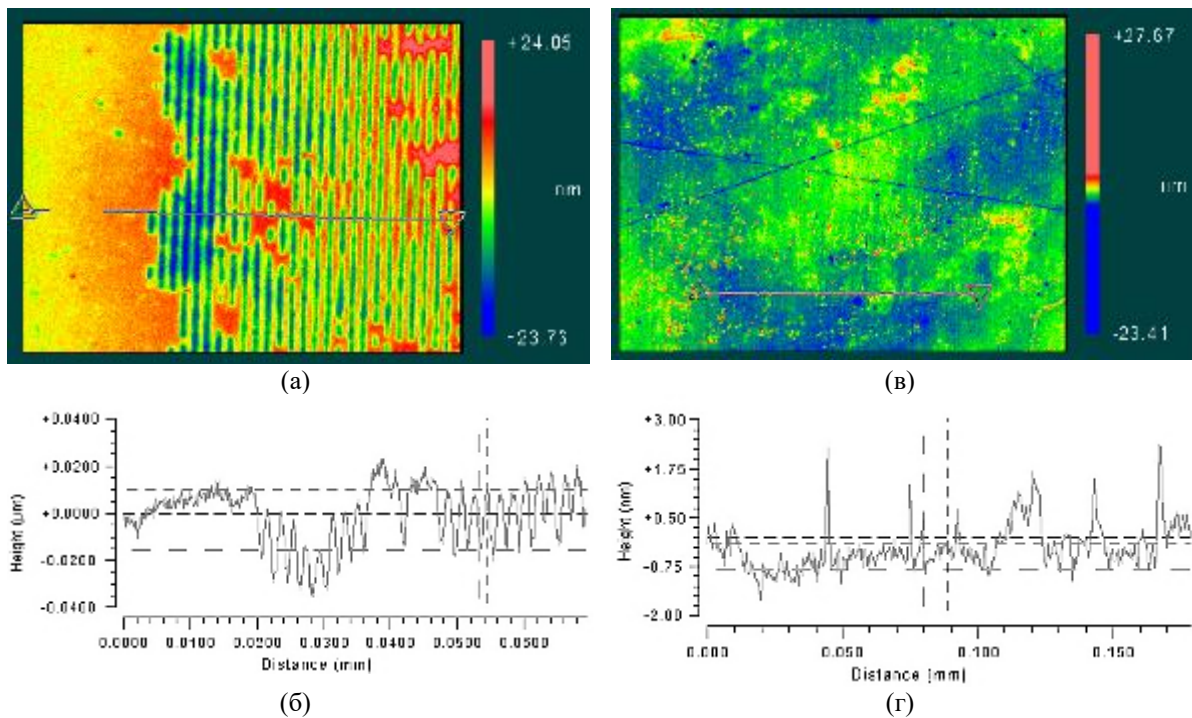 +24.05
nm
-23.73
(а)
+27.67
nm
-23.41
(в)
+0.0400
+0.0200
+0.0000
-0.0200
-0.0400
Height (µm)
0.0000 0.0100 0.0200 0.0300 0.0400 0.0500 0.0600
Distance (mm)
(б)
+3.00
+1.75
+0.50
-0.75
-2.00
Height (nm)
0.000 0.050 0.100 0.150
Distance (mm)
(г)